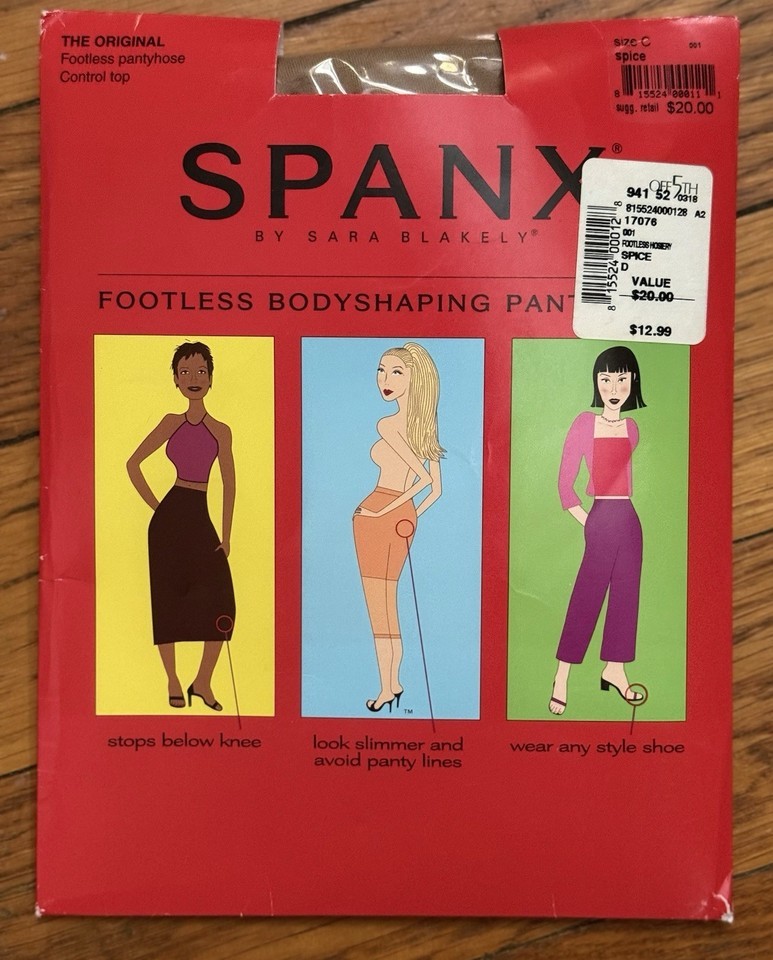 THE ORIGINAL
Footless pantyhose
Control top
size C 001
spice
8 15524 00011 1
sugg. retail $20.00
SPANX®
BY SARA BLAKELY®
FOOTLESS BODYSHAPING PANT
OFF 5TH
941 52 0318
815524000128 A2
17076
001
FOOTLESS HOSIERY
SPICE
D
VALUE
$20.00
$12.99
8 15524 00012 8
TM
stops below knee
look slimmer and
avoid panty lines
wear any style shoe